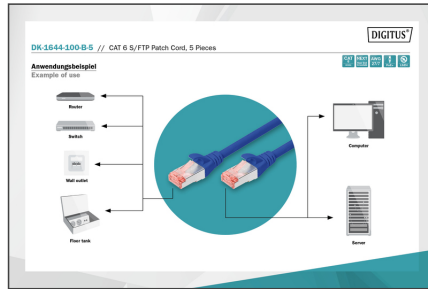 DIGITUS®
DK-1644-100-B-5 // CAT 6 S/FTP Patch Cord, 5 Pieces
Anwendungsbeispiel
Example of use
Router
Switch
Wall outlet
Floor tank
Computer
Server